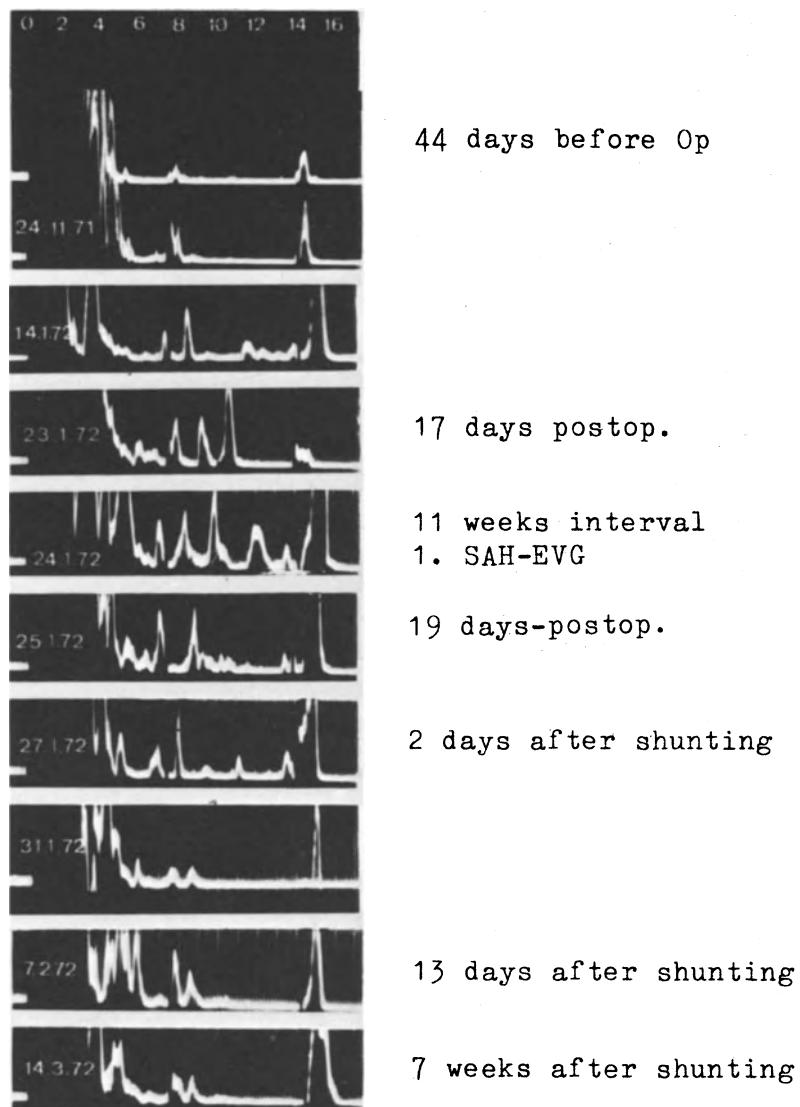 0 2 4 6 8 10 12 14 16
44 days before Op
24.11.71
14.1.72
23.1.72
17 days postop.
11 weeks interval
24.1.72
1. SAH-EVG
25.1.72
19 days-postop.
27.1.72
2 days after shunting
31.1.72
7.2.72
13 days after shunting
14.3.72
7 weeks after shunting